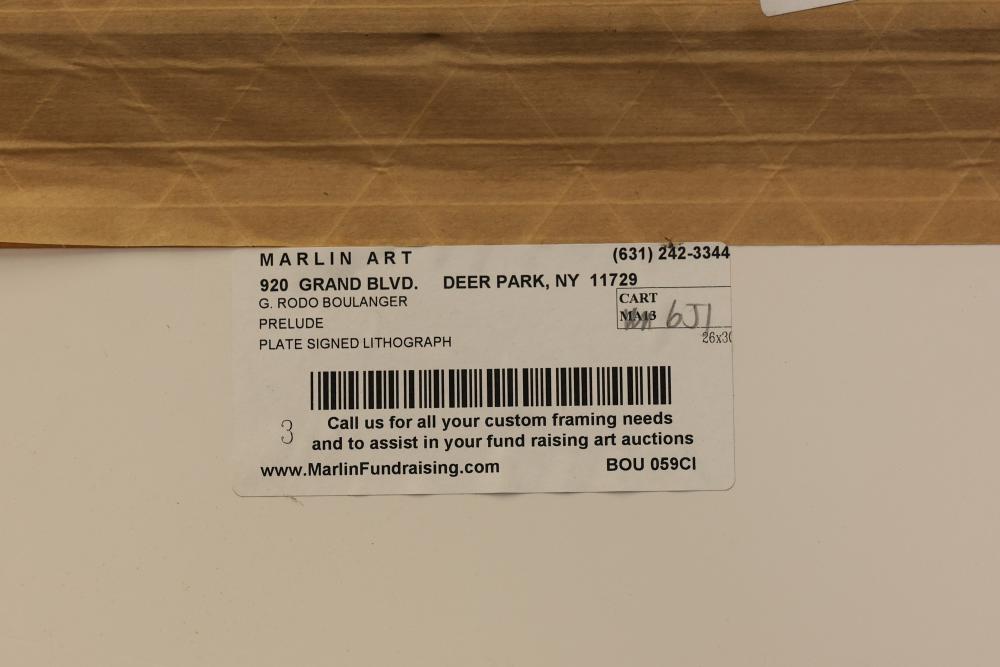 MARLIN ART (631) 242-3344
920 GRAND BLVD. DEER PARK, NY 11729
G. RODO BOULANGER
CART
MA13
6J1
PRELUDE
26x30
PLATE SIGNED LITHOGRAPH
3
Call us for all your custom framing needs
and to assist in your fund raising art auctions
www.MarlinFundraising.com BOU 059CI